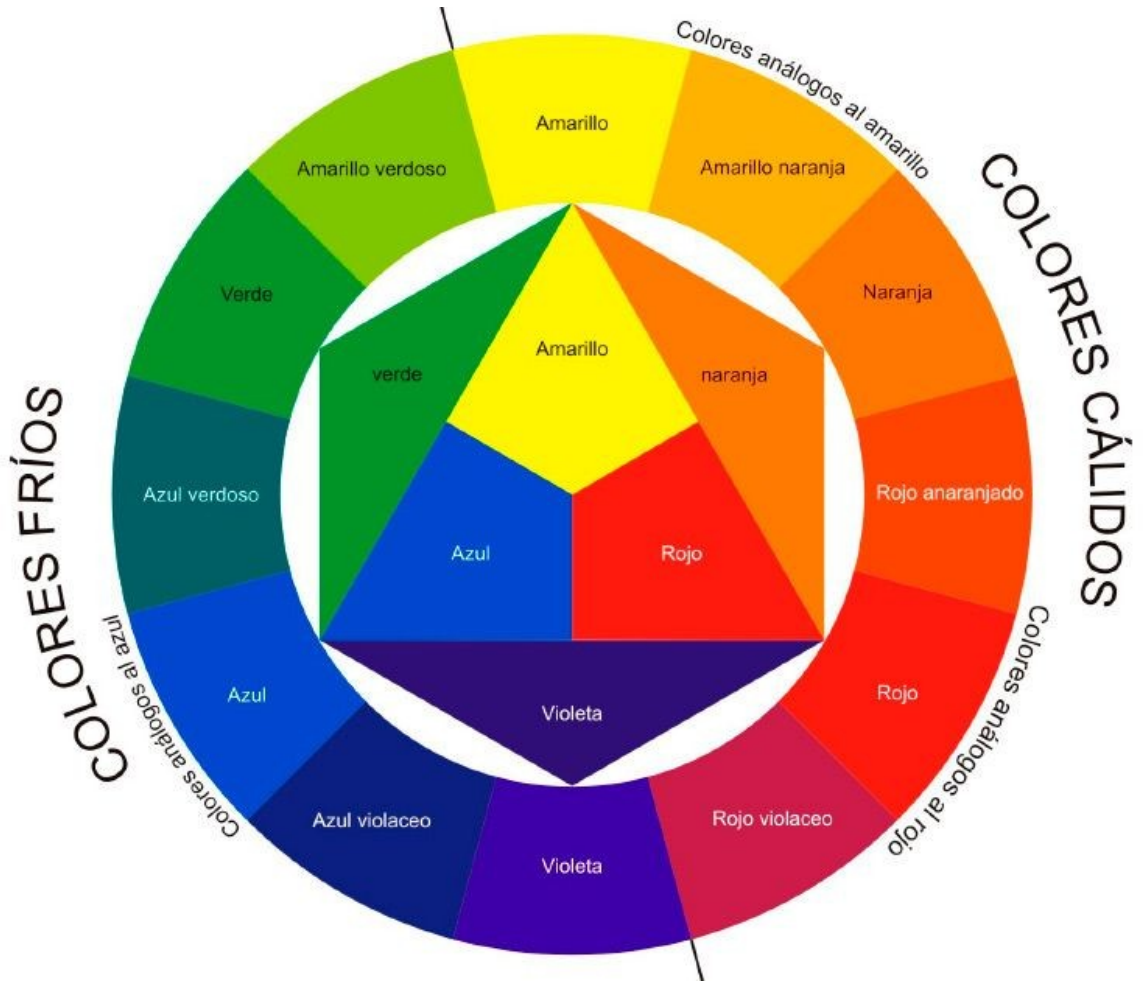 Colores análogos al amarillo
Amarillo
Amarillo verdoso
Amarillo naranja
COLORES CÁLIDOS
Verde
Naranja
Amarillo
verde
naranja
COLORES FRÍOS
Azul verdoso
Rojo anaranjado
Azul
Rojo
Colores análogos al azul
Colores análogos al rojo
Azul
Rojo
Violeta
Azul violaceo
Rojo violaceo
Violeta